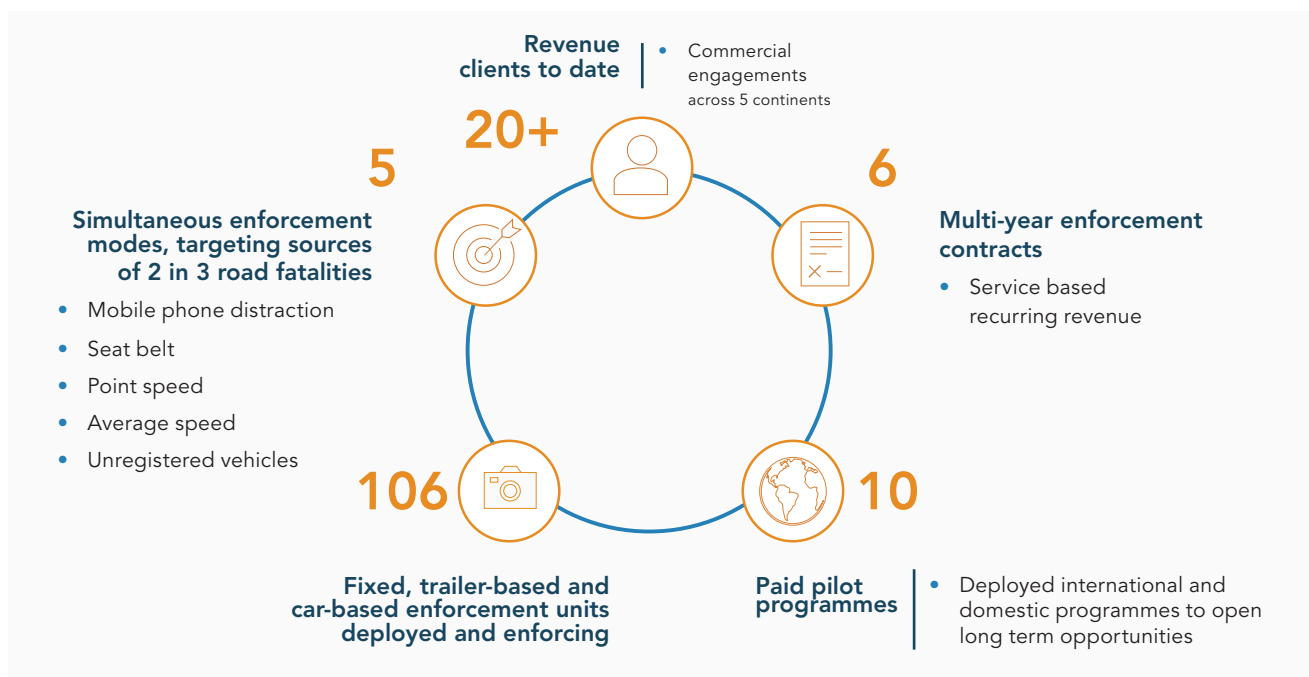 Revenue
clients to date
• Commercial
engagements
across 5 continents
20+
5
Simultaneous enforcement
modes, targeting sources
of 2 in 3 road fatalities
• Mobile phone distraction
• Seat belt
• Point speed
• Average speed
• Unregistered vehicles
6
Multi-year enforcement
contracts
• Service based
recurring revenue
106
Fixed, trailer-based and
car-based enforcement units
deployed and enforcing
10
Paid pilot
programmes
• Deployed international and
domestic programmes to open
long term opportunities